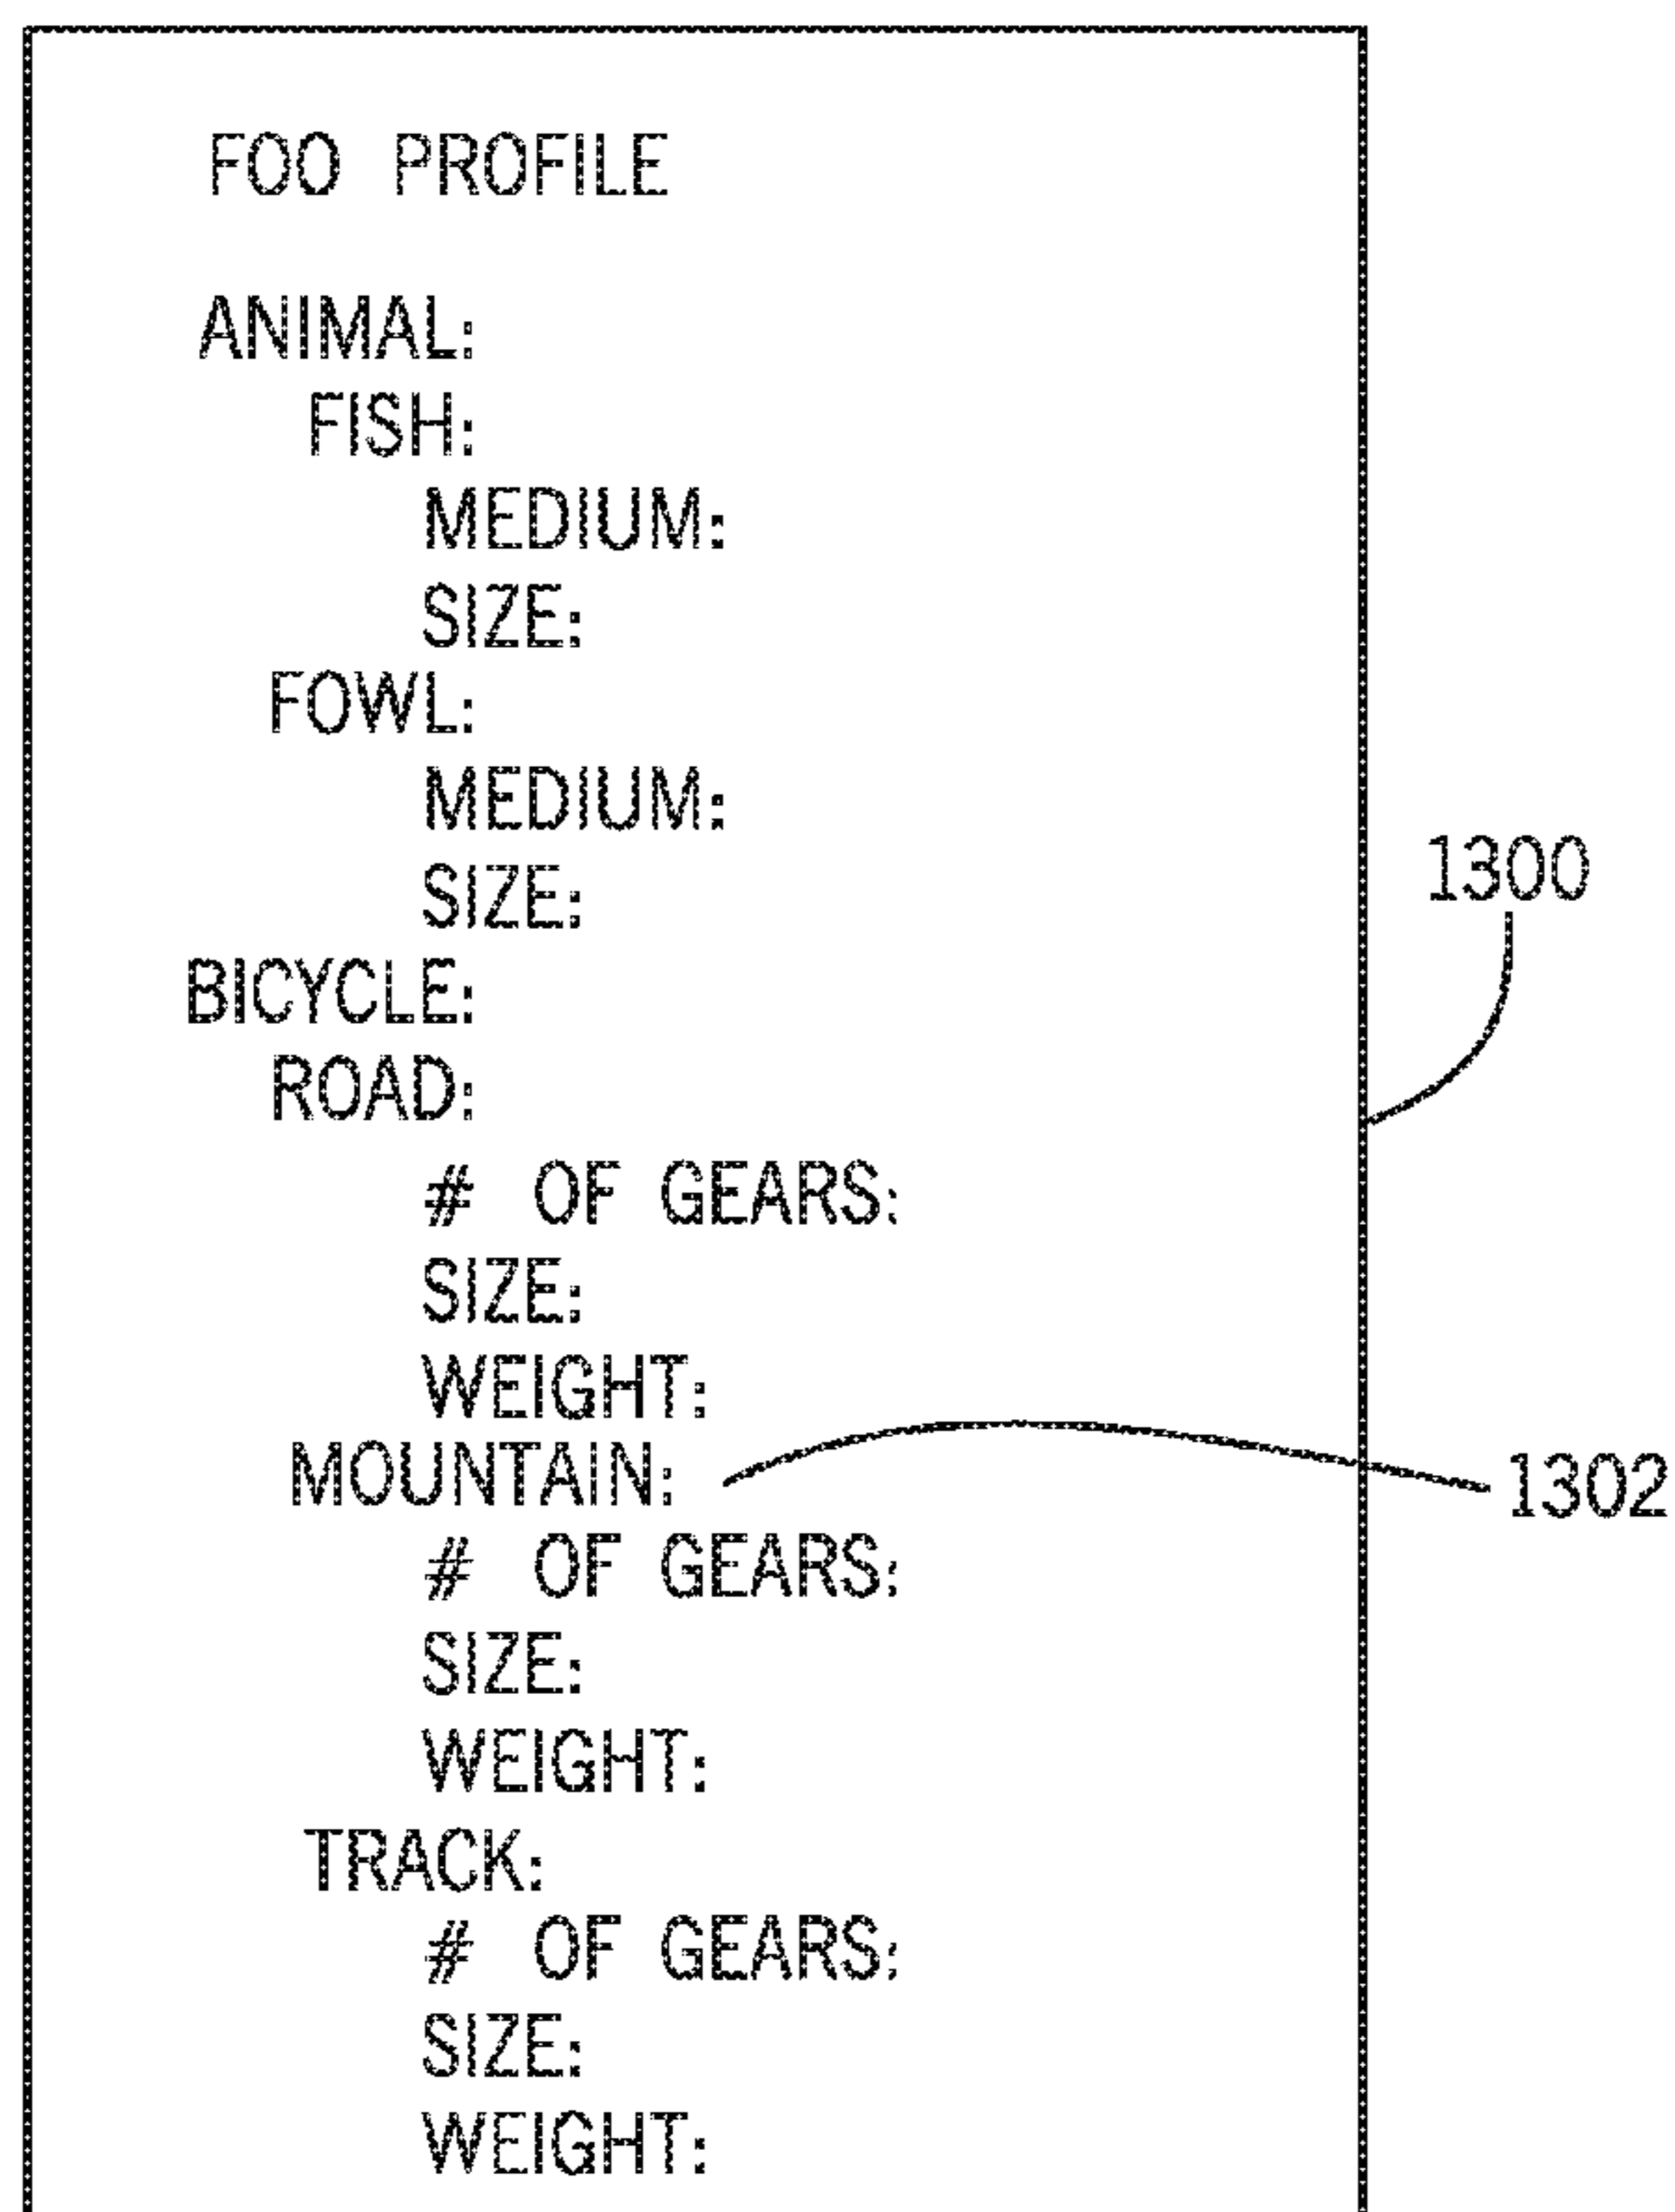 FOO PROFILE
ANIMAL:
FISH:
MEDIUM:
SIZE:
FOWL:
MEDIUM:
SIZE:
1300
BICYCLE:
ROAD:
# OF GEARS:
SIZE:
WEIGHT:
MOUNTAIN:
1302
# OF GEARS:
SIZE:
WEIGHT:
TRACK:
# OF GEARS:
SIZE:
WEIGHT: